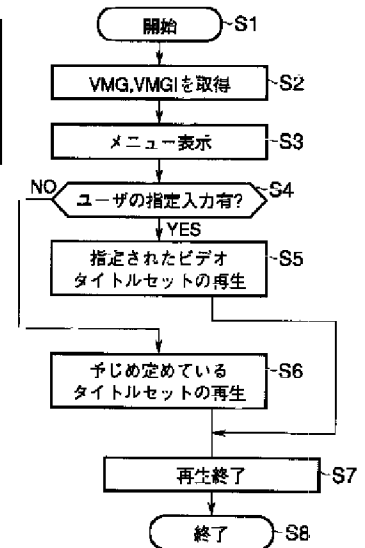 開始 S1
VMG,VMGIを取得 S2
メニュー表示 S3
NO ユーザの指定入力有? S4
YES
指定されたビデオ S5
タイトルセットの再生
予じめ定めている S6
タイトルセットの再生
再生終了 S7
終了 S8